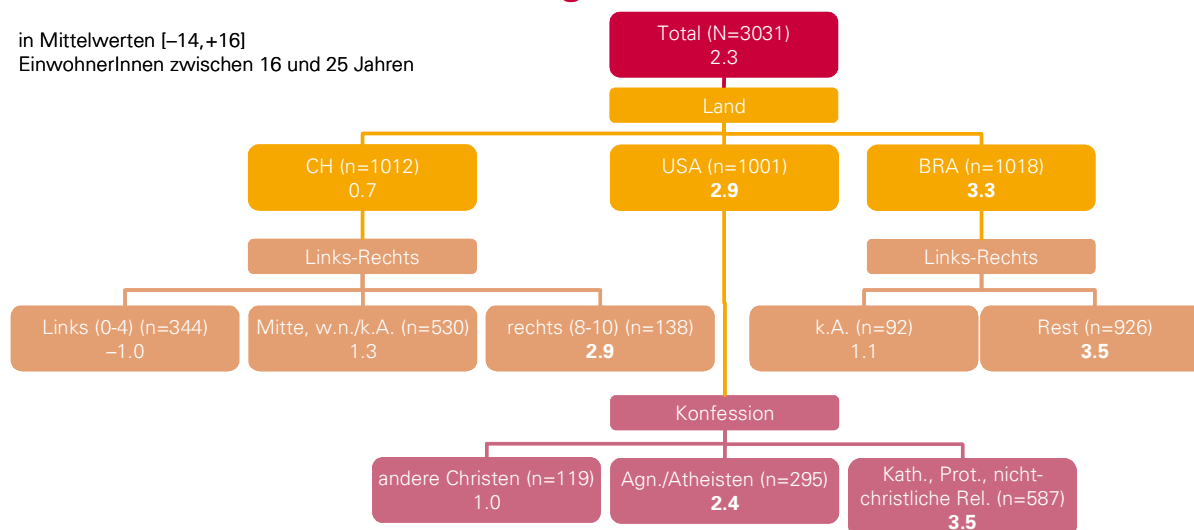 in Mittelwerten [–14,+16]
EinwohnerInnen zwischen 16 und 25 Jahren
Total (N=3031)
2.3
Land
CH (n=1012)
0.7
USA (n=1001)
2.9
BRA (n=1018)
3.3
Links-Rechts
Links-Rechts
Links (0-4) (n=344)
–1.0
Mitte, w.n./k.A. (n=530)
1.3
rechts (8-10) (n=138)
2.9
k.A. (n=92)
1.1
Rest (n=926)
3.5
Konfession
andere Christen (n=119)
1.0
Agn./Atheisten (n=295)
2.4
Kath., Prot., nicht-
christliche Rel. (n=587)
3.5